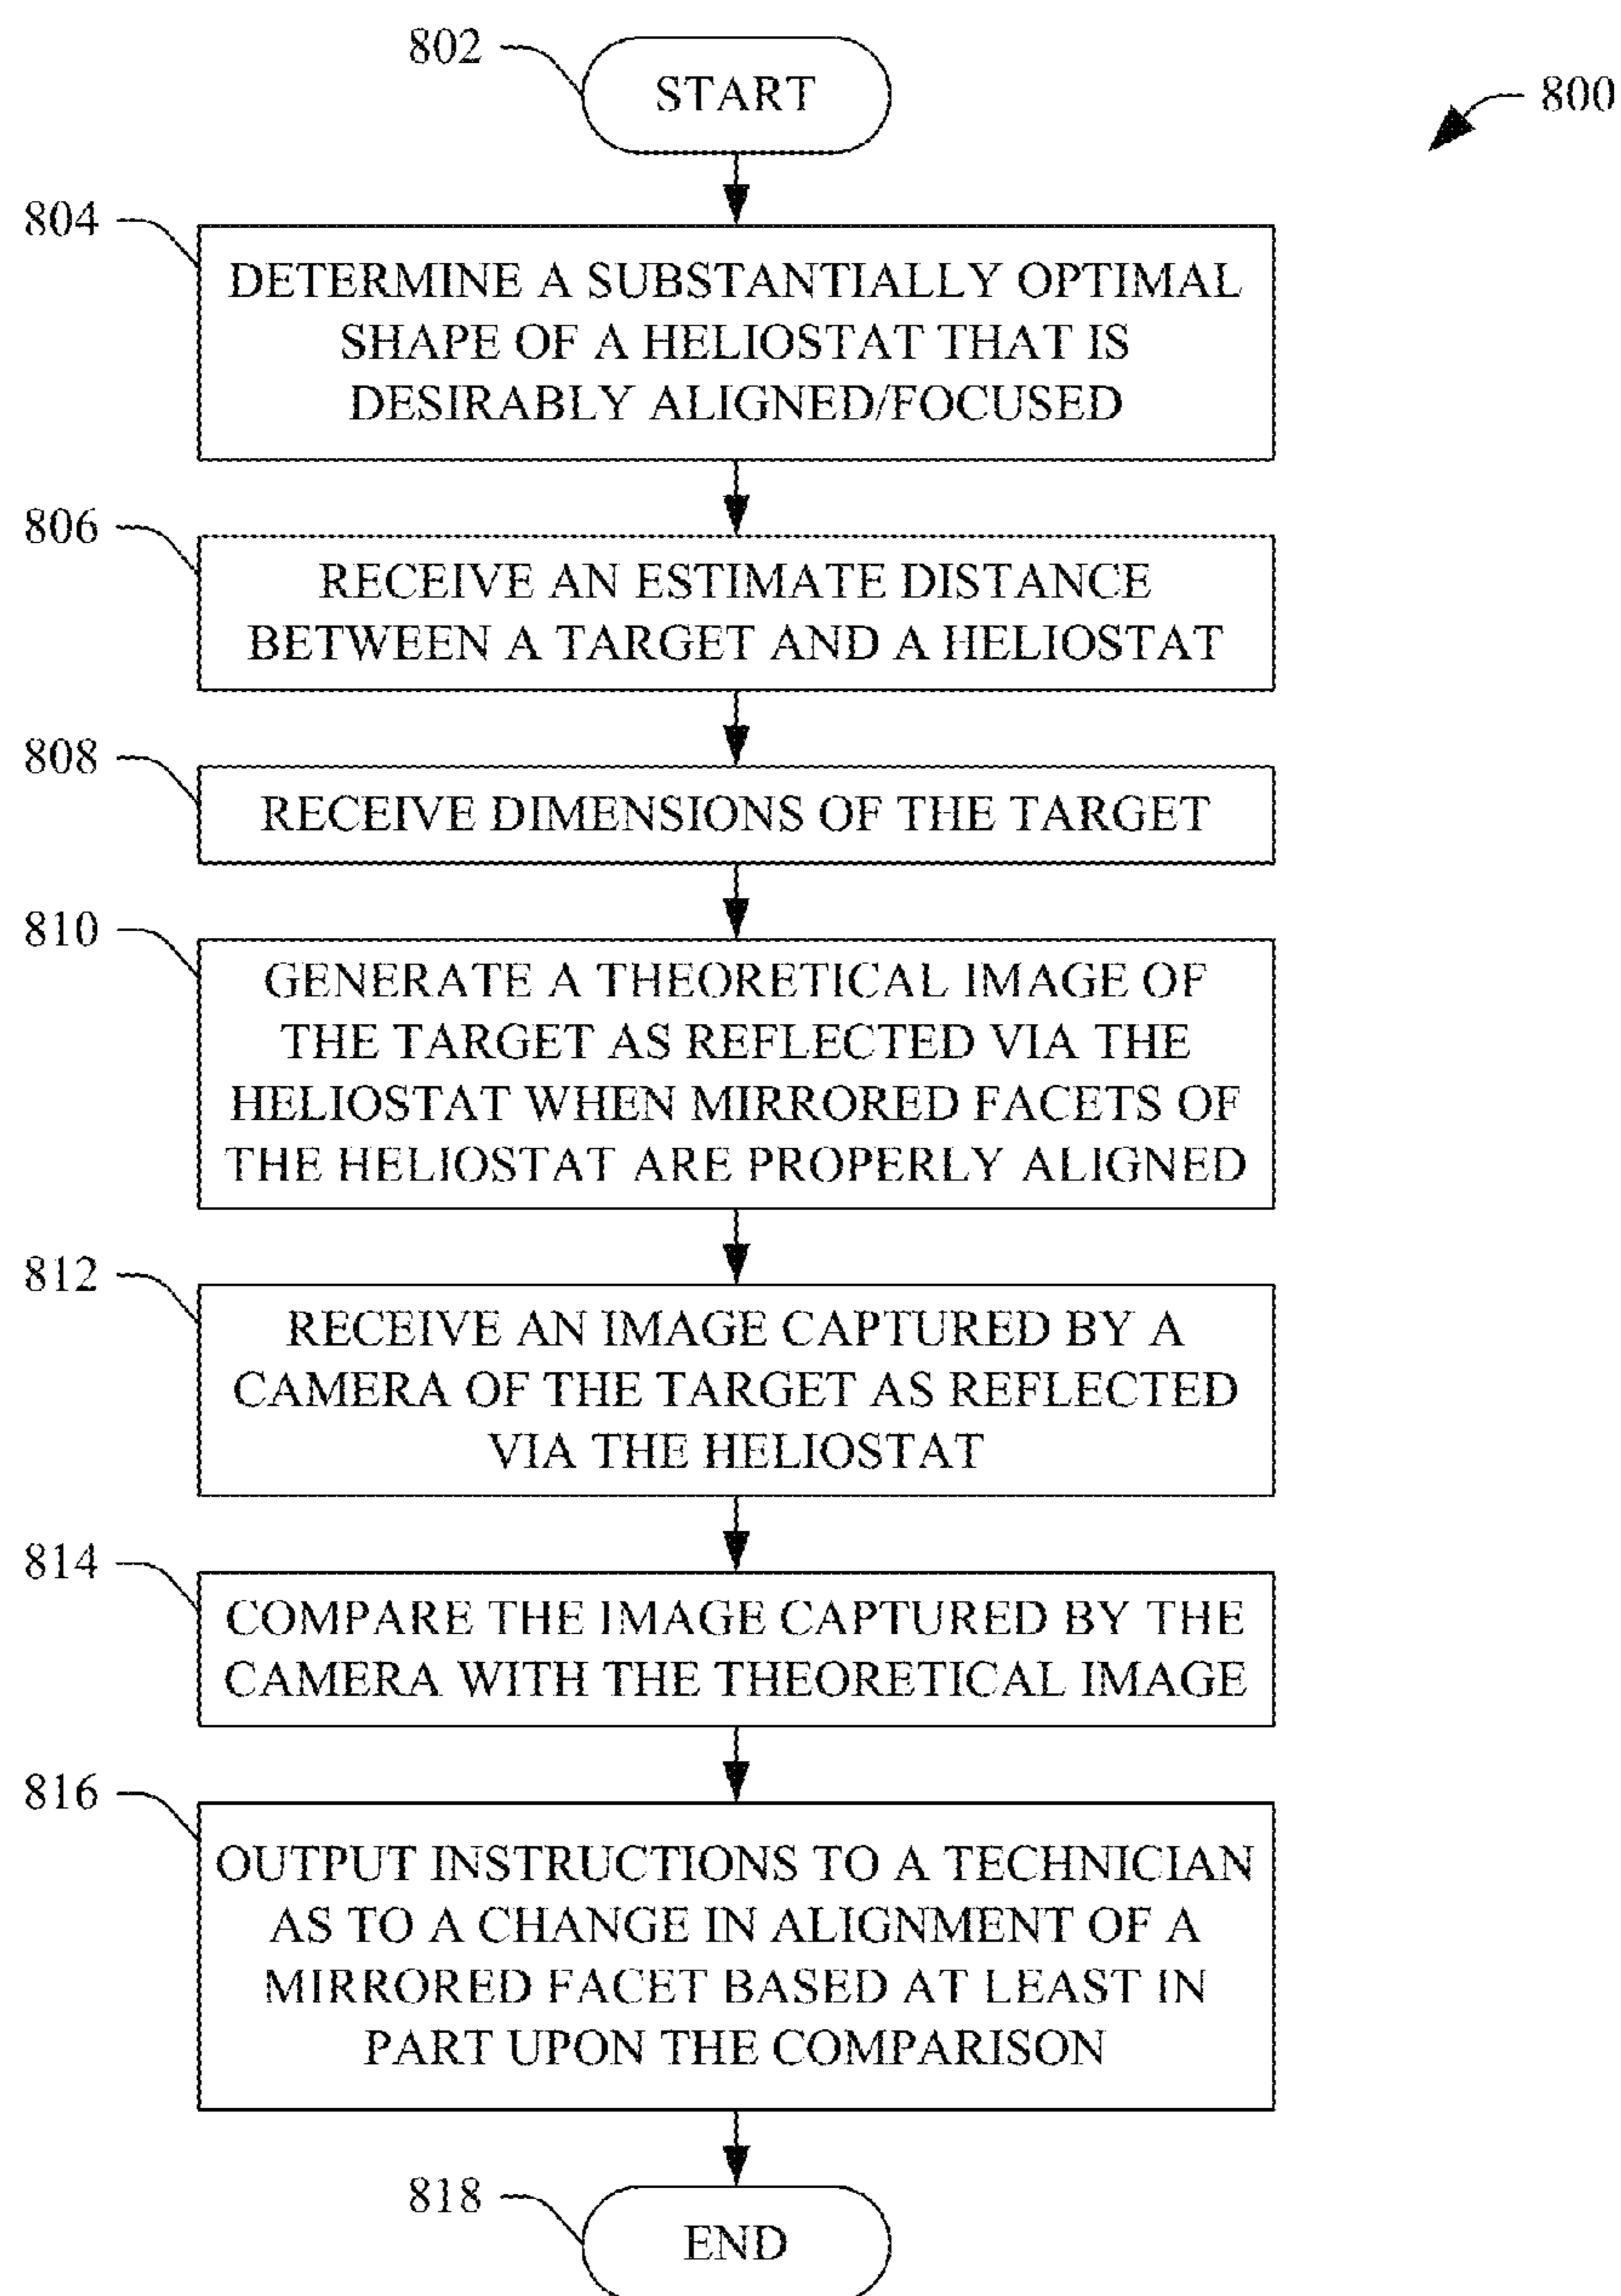 802
START
800
804
DETERMINE A SUBSTANTIALLY OPTIMAL
SHAPE OF A HELIOSTAT THAT IS
DESIRABLY ALIGNED/FOCUSED
806
RECEIVE AN ESTIMATE DISTANCE
BETWEEN A TARGET AND A HELIOSTAT
808
RECEIVE DIMENSIONS OF THE TARGET
810
GENERATE A THEORETICAL IMAGE OF
THE TARGET AS REFLECTED VIA THE
HELIOSTAT WHEN MIRRORED FACETS OF
THE HELIOSTAT ARE PROPERLY ALIGNED
812
RECEIVE AN IMAGE CAPTURED BY A
CAMERA OF THE TARGET AS REFLECTED
VIA THE HELIOSTAT
814
COMPARE THE IMAGE CAPTURED BY THE
CAMERA WITH THE THEORETICAL IMAGE
816
OUTPUT INSTRUCTIONS TO A TECHNICIAN
AS TO A CHANGE IN ALIGNMENT OF A
MIRRORED FACET BASED AT LEAST IN
PART UPON THE COMPARISON
818
END